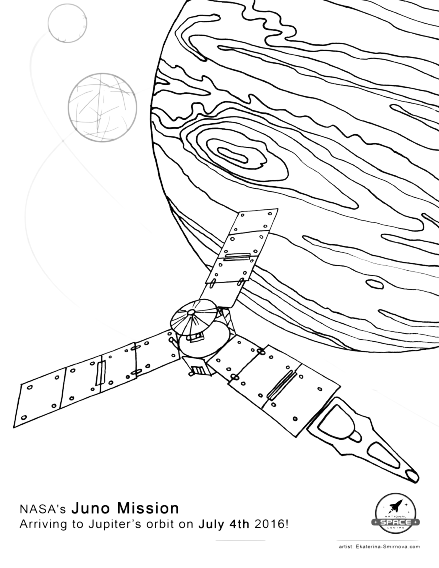 NASA's Juno Mission
Arriving to Jupiter's orbit on July 4th 2016!
SPACE
artist: Ekaterina-Smirnova.com